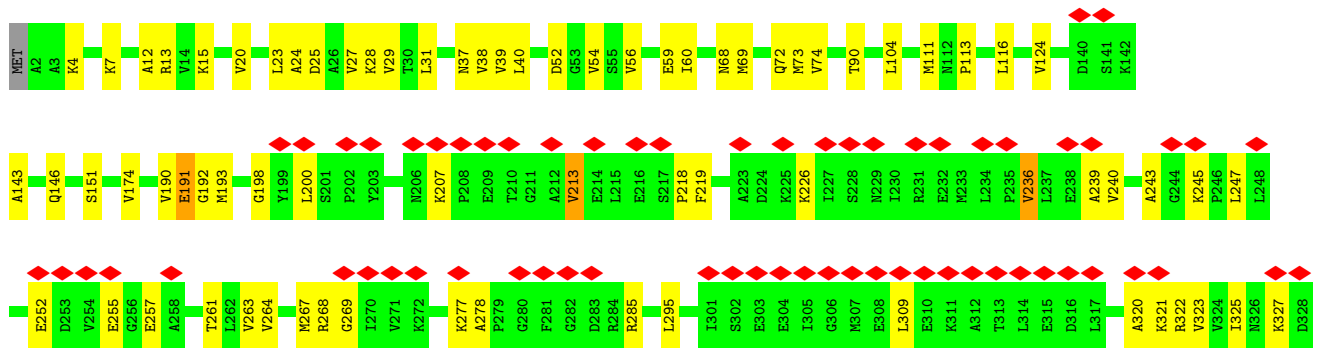 MET A2 A3 K4 K7 A12 R13 V14 K15 V20 L23 A24 D25 A26 V27 K28 V29 T30 L31 N37 V38 V39 L40 D52 G53 V54 S55 V56 E59 I60 N68 M69 Q72 M73 V74 T90 L104 M111 N112 P113 L116 V124 D140 S141 K142
A143 Q146 S151 V174 V190 E191 G192 M193 G198 Y199 L200 S201 P202 Y203 N206 K207 P208 E209 T210 G211 A212 V213 E214 L215 E216 S217 P218 F219 A223 D224 K225 K226 I227 S228 N229 I230 R231 E232 M233 L234 P235 V236 L237 E238 A239 V240 A243 G244 K245 P246 L247 L248
E252 D253 V254 E255 G256 E257 A258 T261 L262 V263 V264 M267 R268 G269 I270 V271 K272 K277 A278 P279 G280 F281 G282 D283 R284 R285 L295 I301 S302 E303 E304 I305 G306 M307 E308 L309 E310 K311 A312 T313 L314 E315 D316 L317 A320 K321 R322 V323 V324 I325 N326 K327 D328